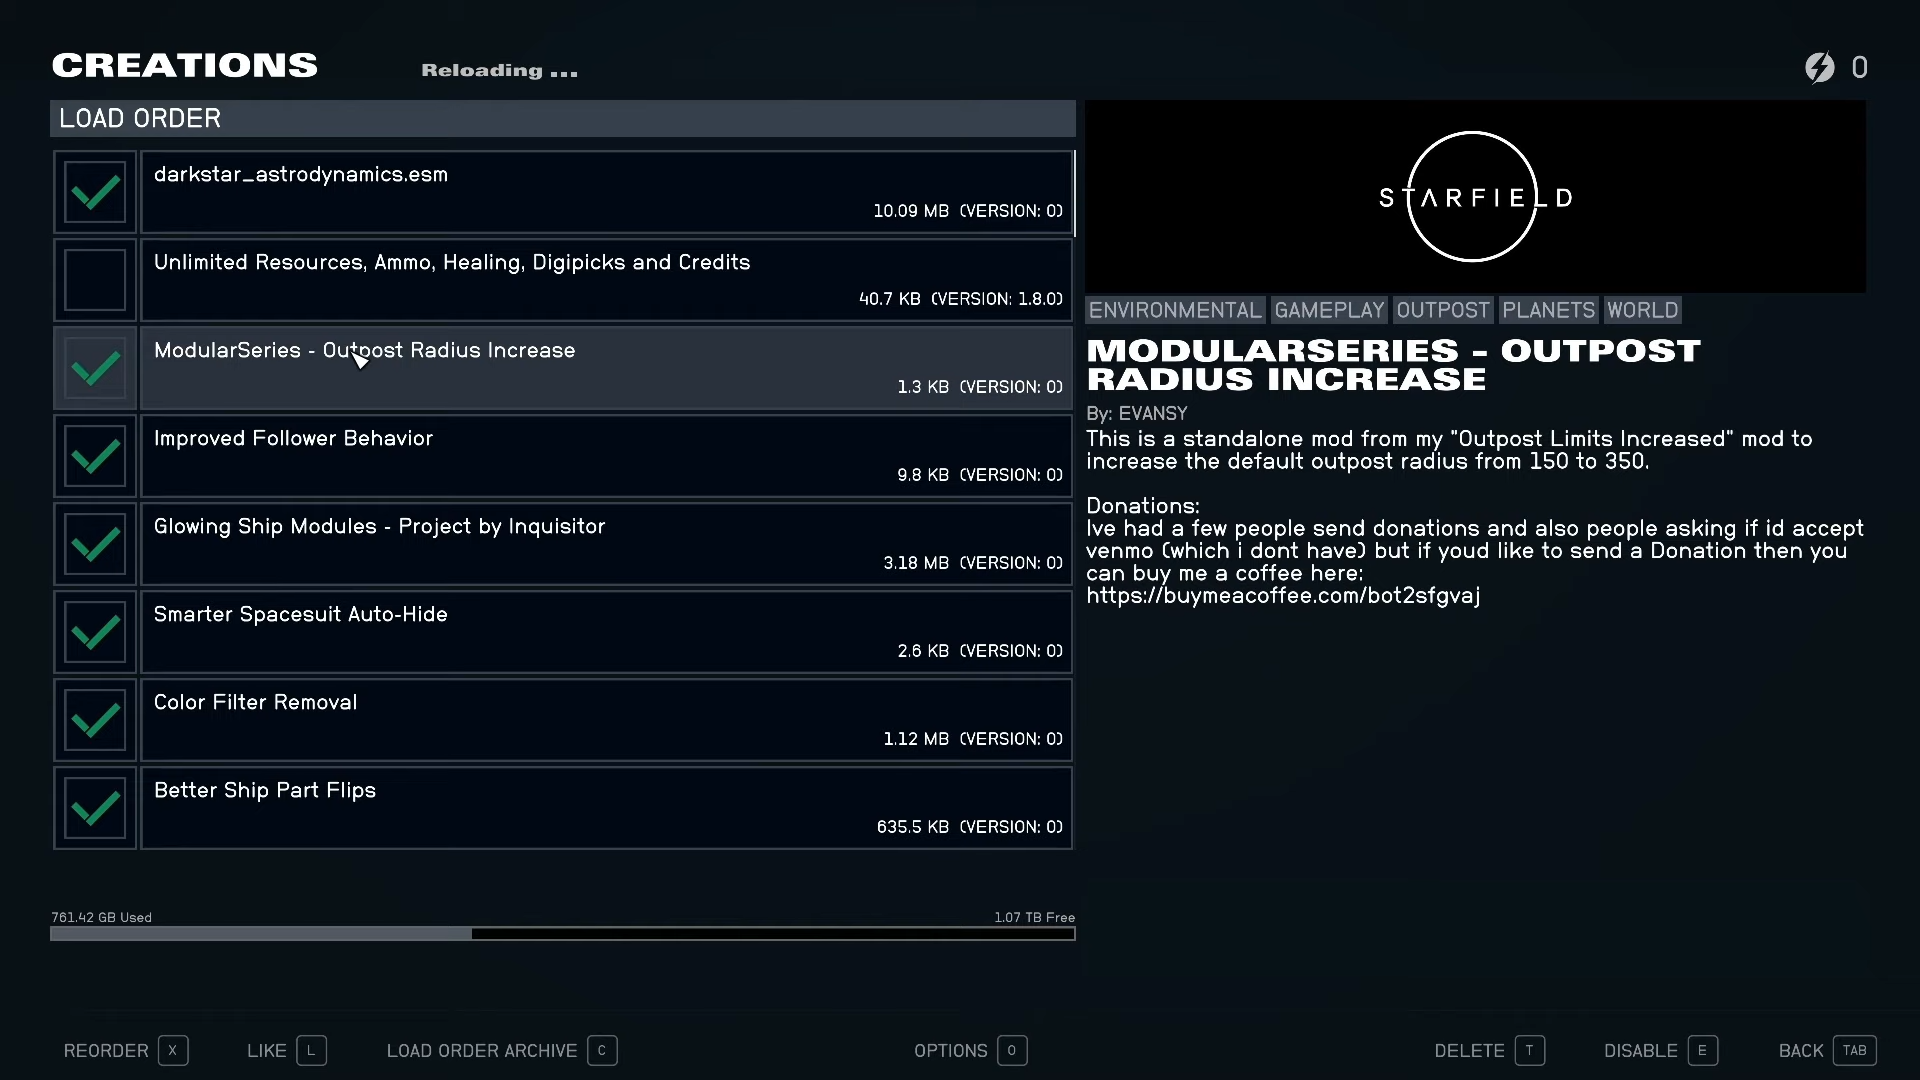 CREATIONS
Reloading ...
0
LOAD ORDER
darkstar_astrodynamics.esm
10.09 MB (VERSION: 0)
Unlimited Resources, Ammo, Healing, Digipicks and Credits
40.7 KB (VERSION: 1.8.0)
ModularSeries - Outpost Radius Increase
1.3 KB (VERSION: 0)
Improved Follower Behavior
9.8 KB (VERSION: 0)
Glowing Ship Modules - Project by Inquisitor
3.18 MB (VERSION: 0)
Smarter Spacesuit Auto-Hide
2.6 KB (VERSION: 0)
Color Filter Removal
1.12 MB (VERSION: 0)
Better Ship Part Flips
635.5 KB (VERSION: 0)
761.42 GB Used
1.07 TB Free
STARFIELD
ENVIRONMENTAL GAMEPLAY OUTPOST PLANETS WORLD
MODULARSERIES - OUTPOST
RADIUS INCREASE
By: EVANSY
This is a standalone mod from my "Outpost Limits Increased" mod to
increase the default outpost radius from 150 to 350.
Donations:
Ive had a few people send donations and also people asking if id accept
venmo (which i dont have) but if youd like to send a Donation then you
can buy me a coffee here:
https://buymeacoffee.com/bot2sfgvaj
REORDER X LIKE L LOAD ORDER ARCHIVE C OPTIONS O DELETE T DISABLE E BACK TAB